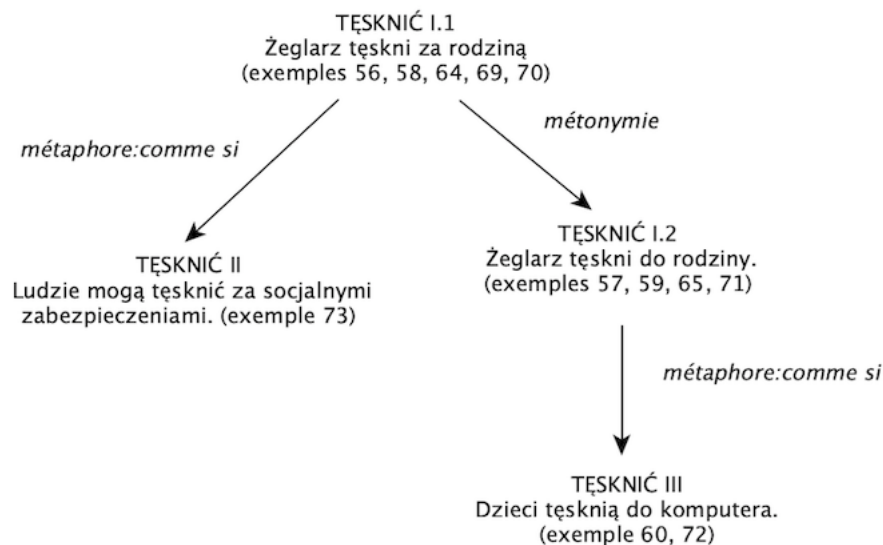 TĘSKNIĆ I.1
Żeglarz tęskni za rodziną
(exemples 56, 58, 64, 69, 70)
métonymie
métaphore:comme si
TĘSKNIĆ I.2
Żeglarz tęskni do rodziny.
(exemples 57, 59, 65, 71)
TĘSKNIĆ II
Ludzie mogą tęsknić za socjalnymi
zabezpieczeniami. (exemple 73)
métaphore:comme si
TĘSKNIĆ III
Dzieci tęsknią do komputera.
(exemple 60, 72)